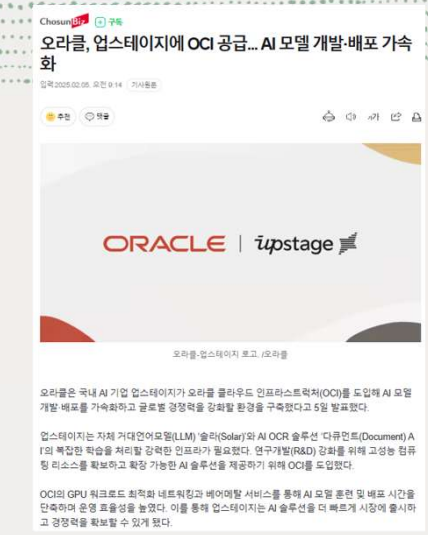 Chosun Biz + 구독
오라클, 업스테이지에 OCI 공급... AI 모델 개발·배포 가속
화
입력 2025.02.05. 오전 9:14 기사원문
추천 댓글
가
ORACLE | upstage
오라클-업스테이지 로고. /오라클
오라클은 국내 AI 기업 업스테이지가 오라클 클라우드 인프라스트럭처(OCI)를 도입해 AI 모델
개발·배포를 가속화하고 글로벌 경쟁력을 강화할 환경을 구축했다고 5일 발표했다.
업스테이지는 자체 거대언어모델(LLM) '솔라(Solar)'와 AI OCR 솔루션 '다큐먼트(Document) A
I'의 복잡한 학습을 처리할 강력한 인프라가 필요했다. 연구개발(R&D) 강화를 위해 고성능 컴퓨
팅 리소스를 확보하고 확장 가능한 AI 솔루션을 제공하기 위해 OCI를 도입했다.
OCI의 GPU 워크로드 최적화 네트워킹과 베어메탈 서비스를 통해 AI 모델 훈련 및 배포 시간을
단축하며 운영 효율성을 높였다. 이를 통해 업스테이지는 AI 솔루션을 더 빠르게 시장에 출시하
고 경쟁력을 확보할 수 있게 됐다.